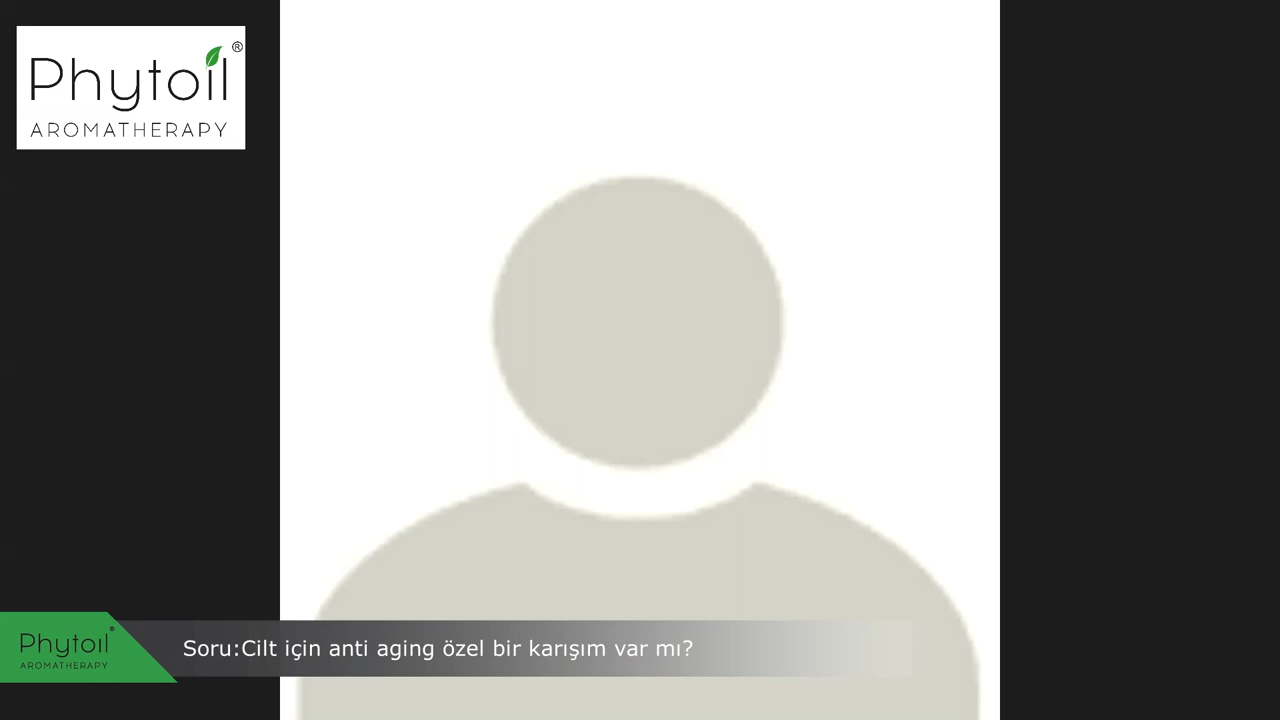 Phytoil®
AROMATHERAPY
Phytoil®
AROMATHERAPY
Soru:Cilt için anti aging özel bir karışım var mı?